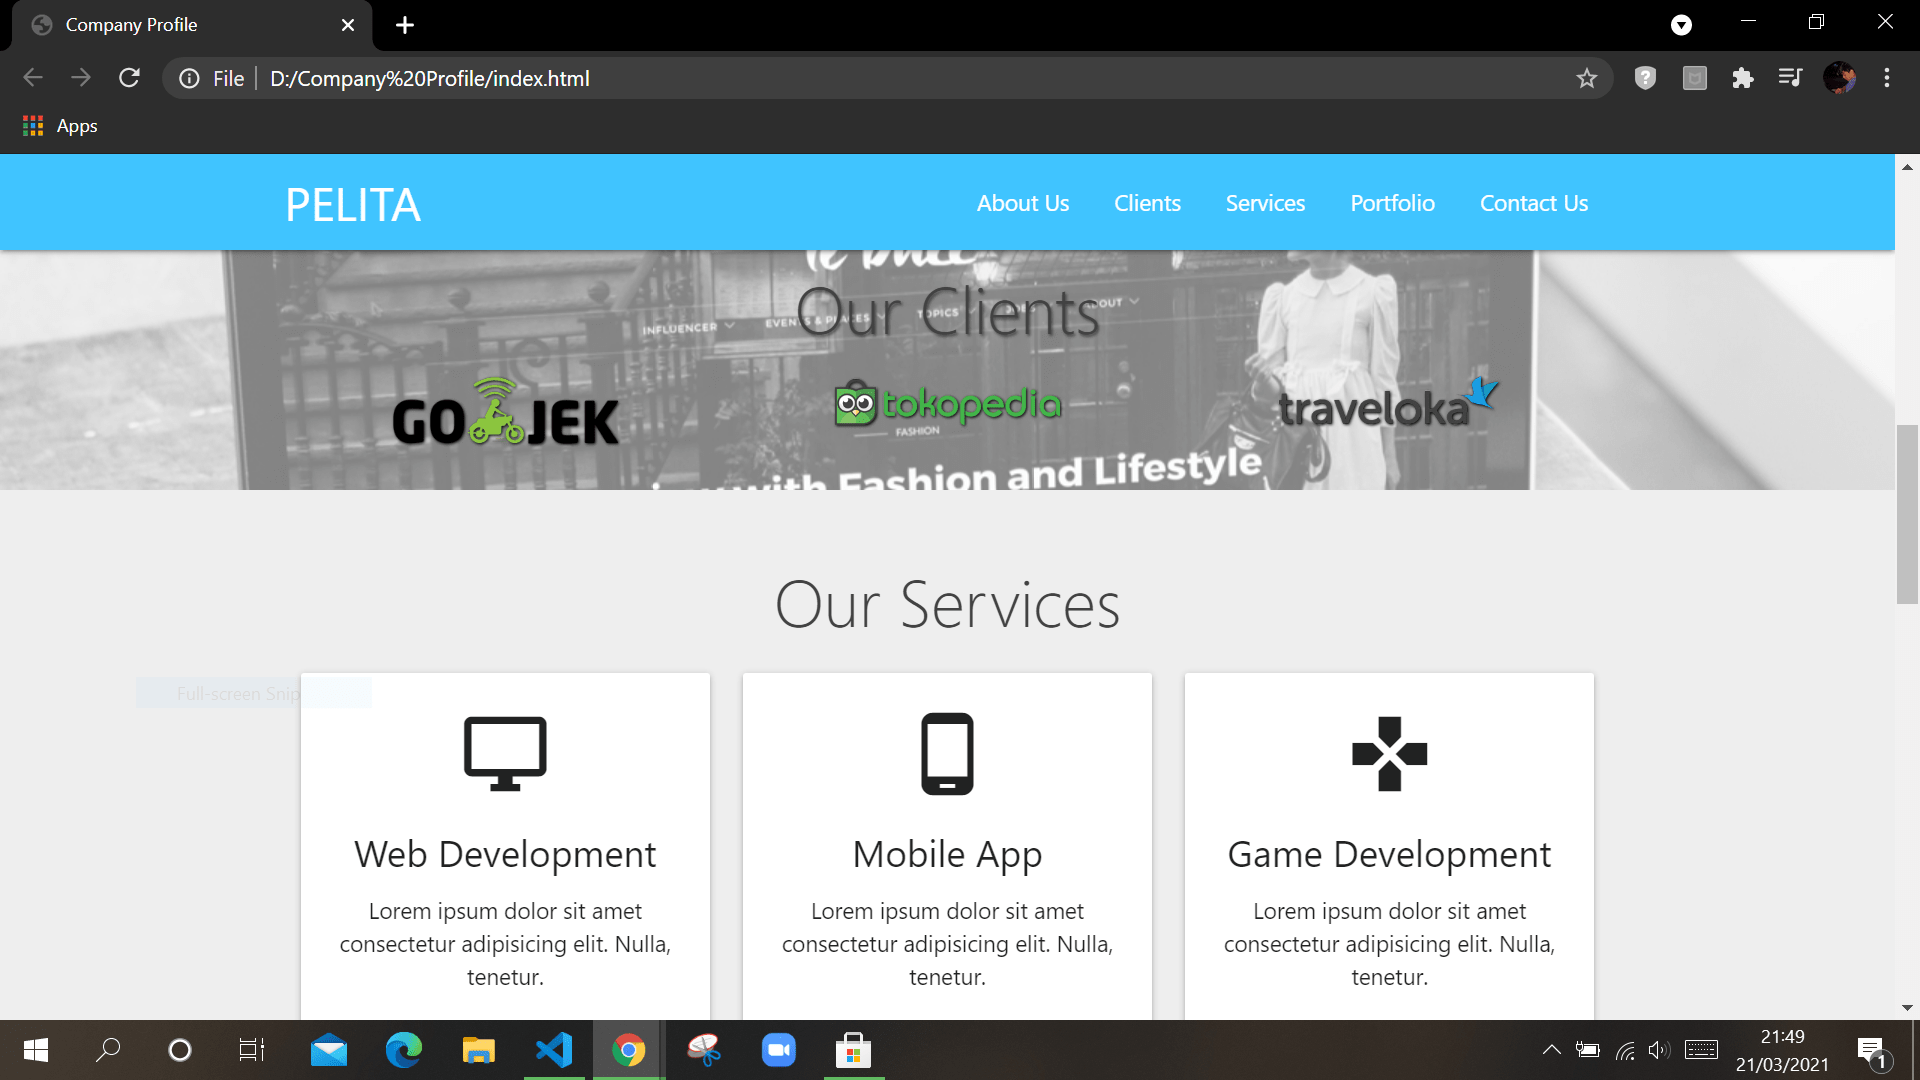 Company Profile
File
D:/Company%20Profile/index.html
Apps
PELITA
About Us
Clients
Services
Portfolio
Contact Us
Our Clients
INFLUENCER
EVENTS & PLACES
TOPICS
GO JEK
tokopedia
traveloka
FASHION
with Fashion and Lifestyle
Our Services
Full-screen Snip
Web Development
Lorem ipsum dolor sit amet
consectetur adipisicing elit. Nulla,
tenetur.
Mobile App
Lorem ipsum dolor sit amet
consectetur adipisicing elit. Nulla,
tenetur.
Game Development
Lorem ipsum dolor sit amet
consectetur adipisicing elit. Nulla,
tenetur.
21:49
21/03/2021
1